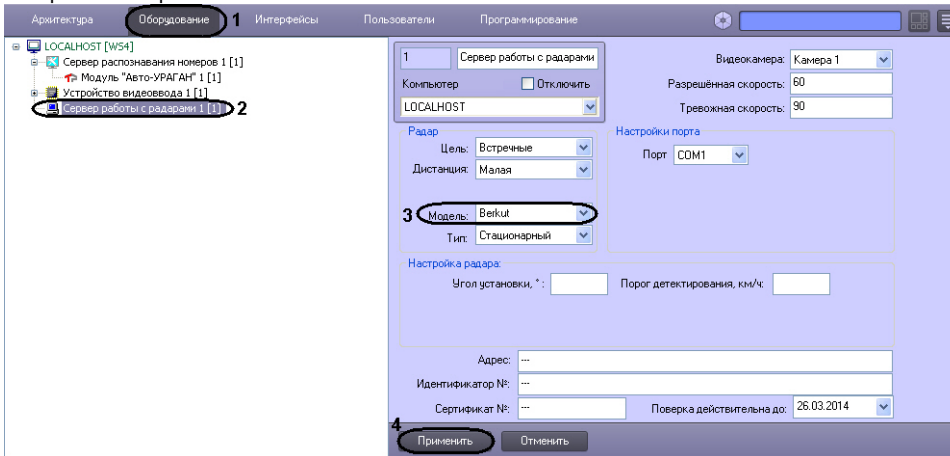 Архитектура Оборудование 1 Интерфейсы Пользователи Программирование
LOCALHOST [WS4]
Сервер распознавания номеров 1 [1]
Модуль "Авто-УРАГАН" 1 [1]
Устройство видеоввода 1 [1]
Сервер работы с радарами 1 [1] 2
1 Сервер работы с радарами
Компьютер Отключить
LOCALHOST
Видеокамера: Камера 1
Разрешённая скорость: 60
Тревожная скорость: 90
Радар
Цель: Встречные
Дистанция: Малая
3 Модель: Berkut
Тип: Стационарный
Настройки порта
Порт COM1
Настройка радара:
Угол установки, ° : Порог детектирования, км/ч:
Адрес: ---
Идентификатор №: ---
Сертификат №: --- Поверка действительна до: 26.03.2014
4
Применить Отменить